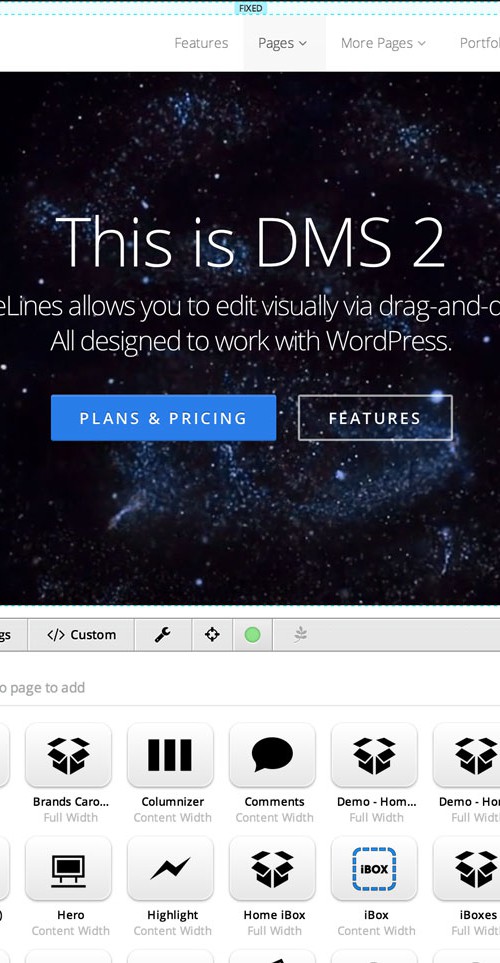 FIXED
Features Pages More Pages Portfol
This is DMS 2
eLines allows you to edit visually via drag-and-d
All designed to work with WordPress.
PLANS & PRICING FEATURES
gs </> Custom
o page to add
Brands Caro... Columnizer Comments Demo - Hom... Demo - Hor
Full Width Content Width Content Width Full Width Full Widt
iBOX
) Hero Highlight Home iBox iBox iBoxes
Content Width Content Width Full Width Content Width Full Widt